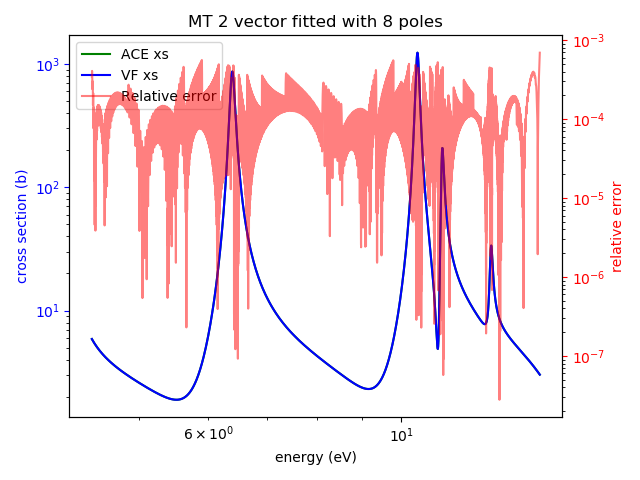 MT 2 vector fitted with 8 poles
ACE xs
VF xs
Relative error
cross section (b)
10³
10²
10¹
relative error
10⁻³
10⁻⁴
10⁻⁵
10⁻⁶
10⁻⁷
6 × 10⁰
10¹
energy (eV)